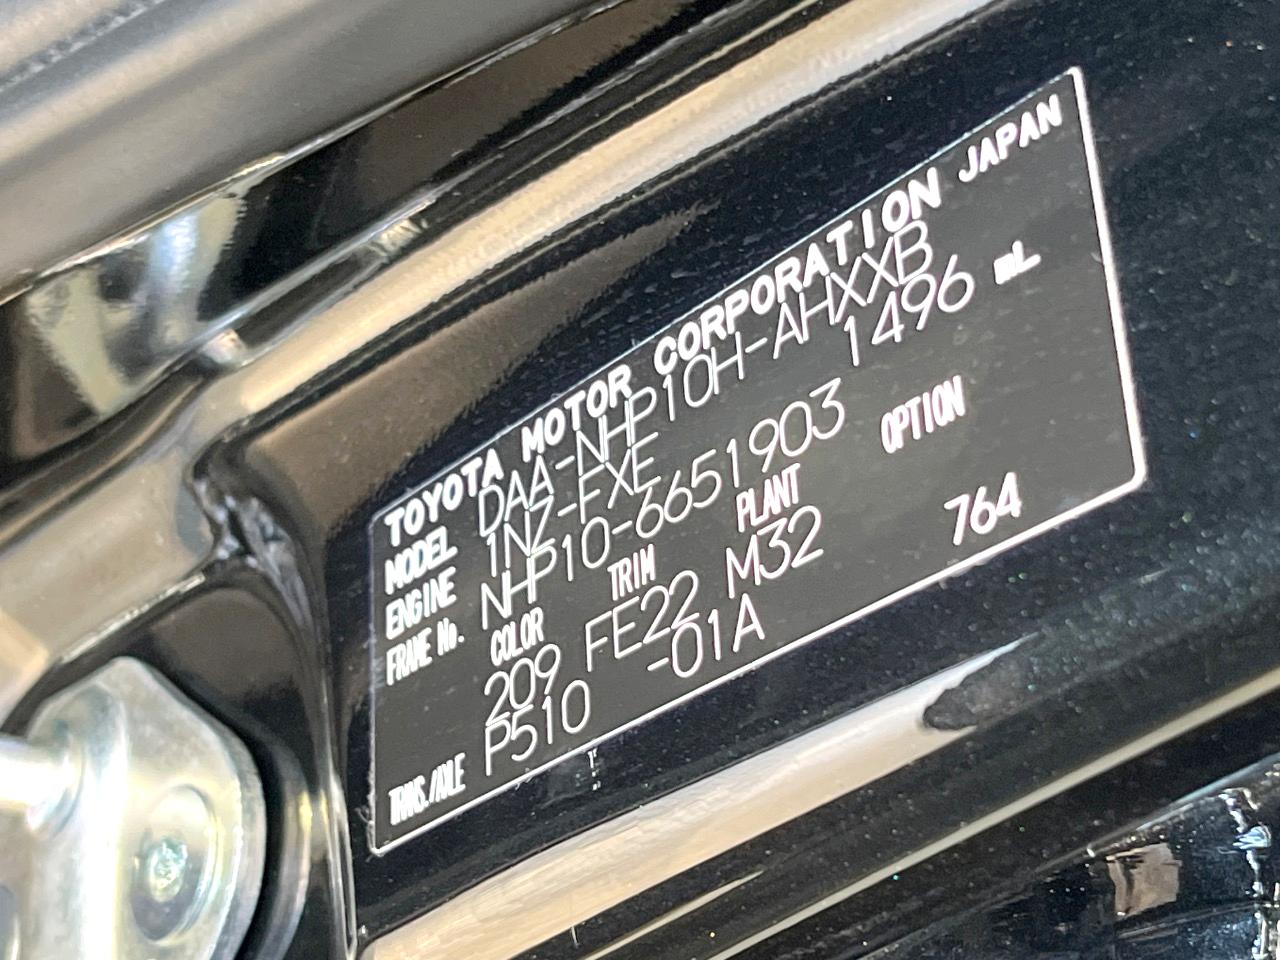 TOYOTA MOTOR CORPORATION JAPAN
MODEL DAA-NHP10H-AHXXB
ENGINE 1NZ-FXE 1496 mL
FRAME No. NHP10-6651903
COLOR TRIM PLANT OPTION
209 FE22 M32 764
TRANS./AXLE P510 -01A